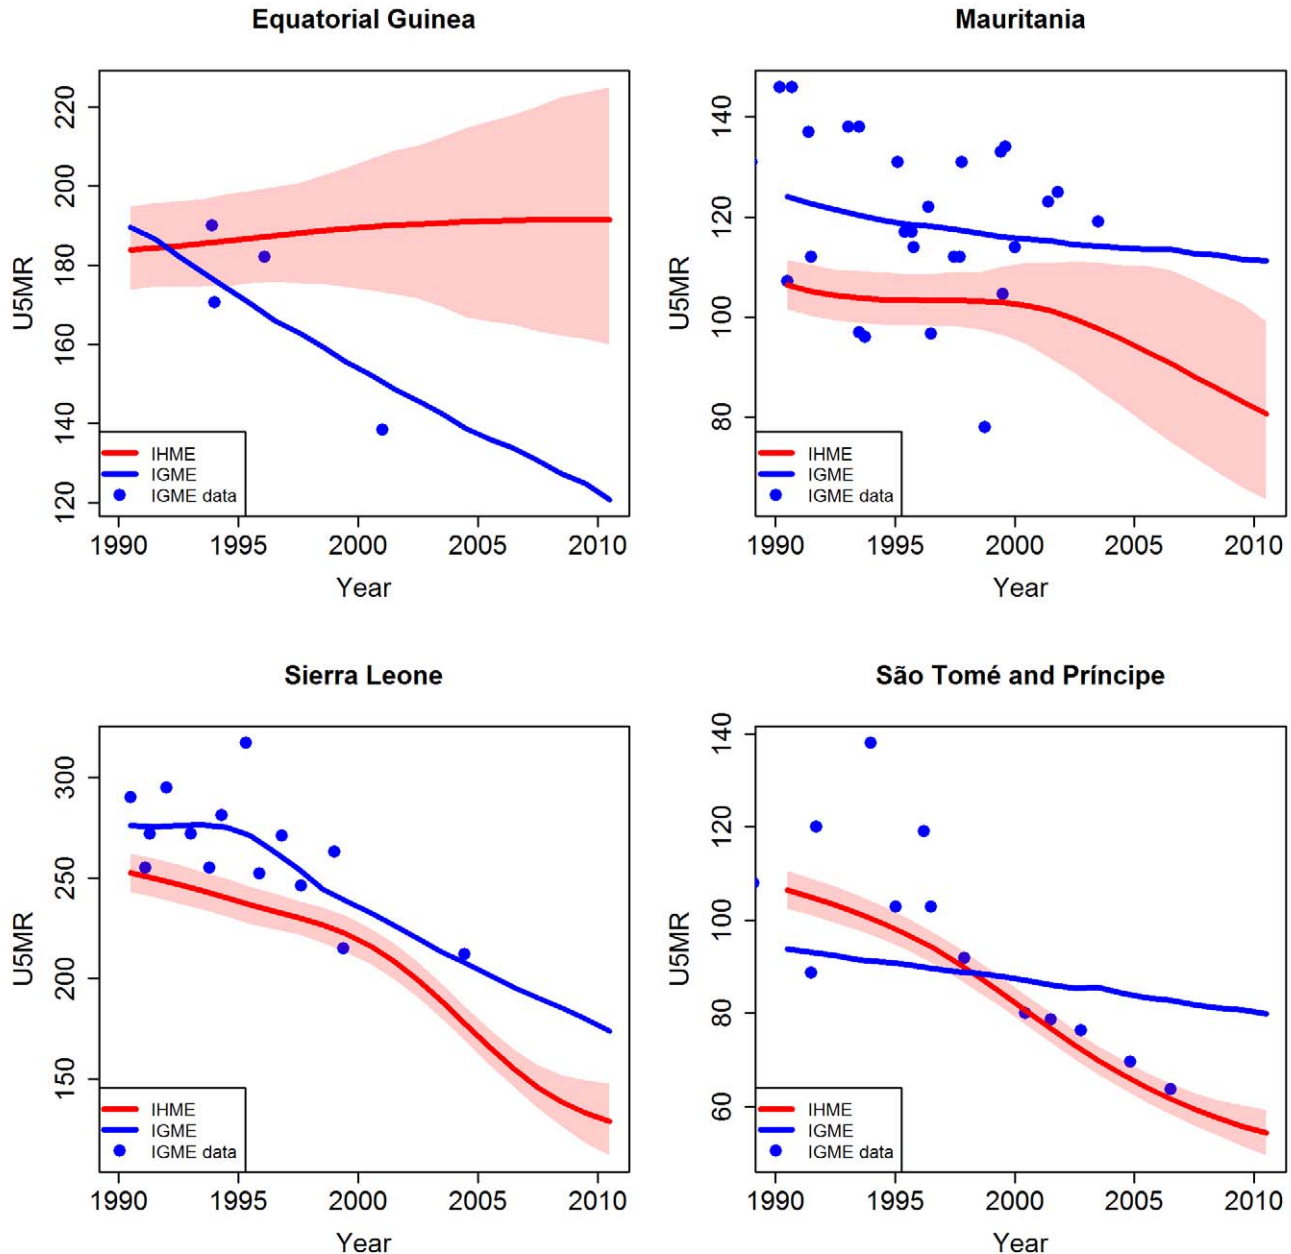 Equatorial Guinea
U5MR
220
200
180
160
140
120
IHME
IGME
IGME data
1990 1995 2000 2005 2010
Year
Mauritania
U5MR
140
120
100
80
IHME
IGME
IGME data
1990 1995 2000 2005 2010
Year
Sierra Leone
U5MR
300
250
200
150
IHME
IGME
IGME data
1990 1995 2000 2005 2010
Year
São Tomé and Príncipe
U5MR
140
120
100
80
60
IHME
IGME
IGME data
1990 1995 2000 2005 2010
Year